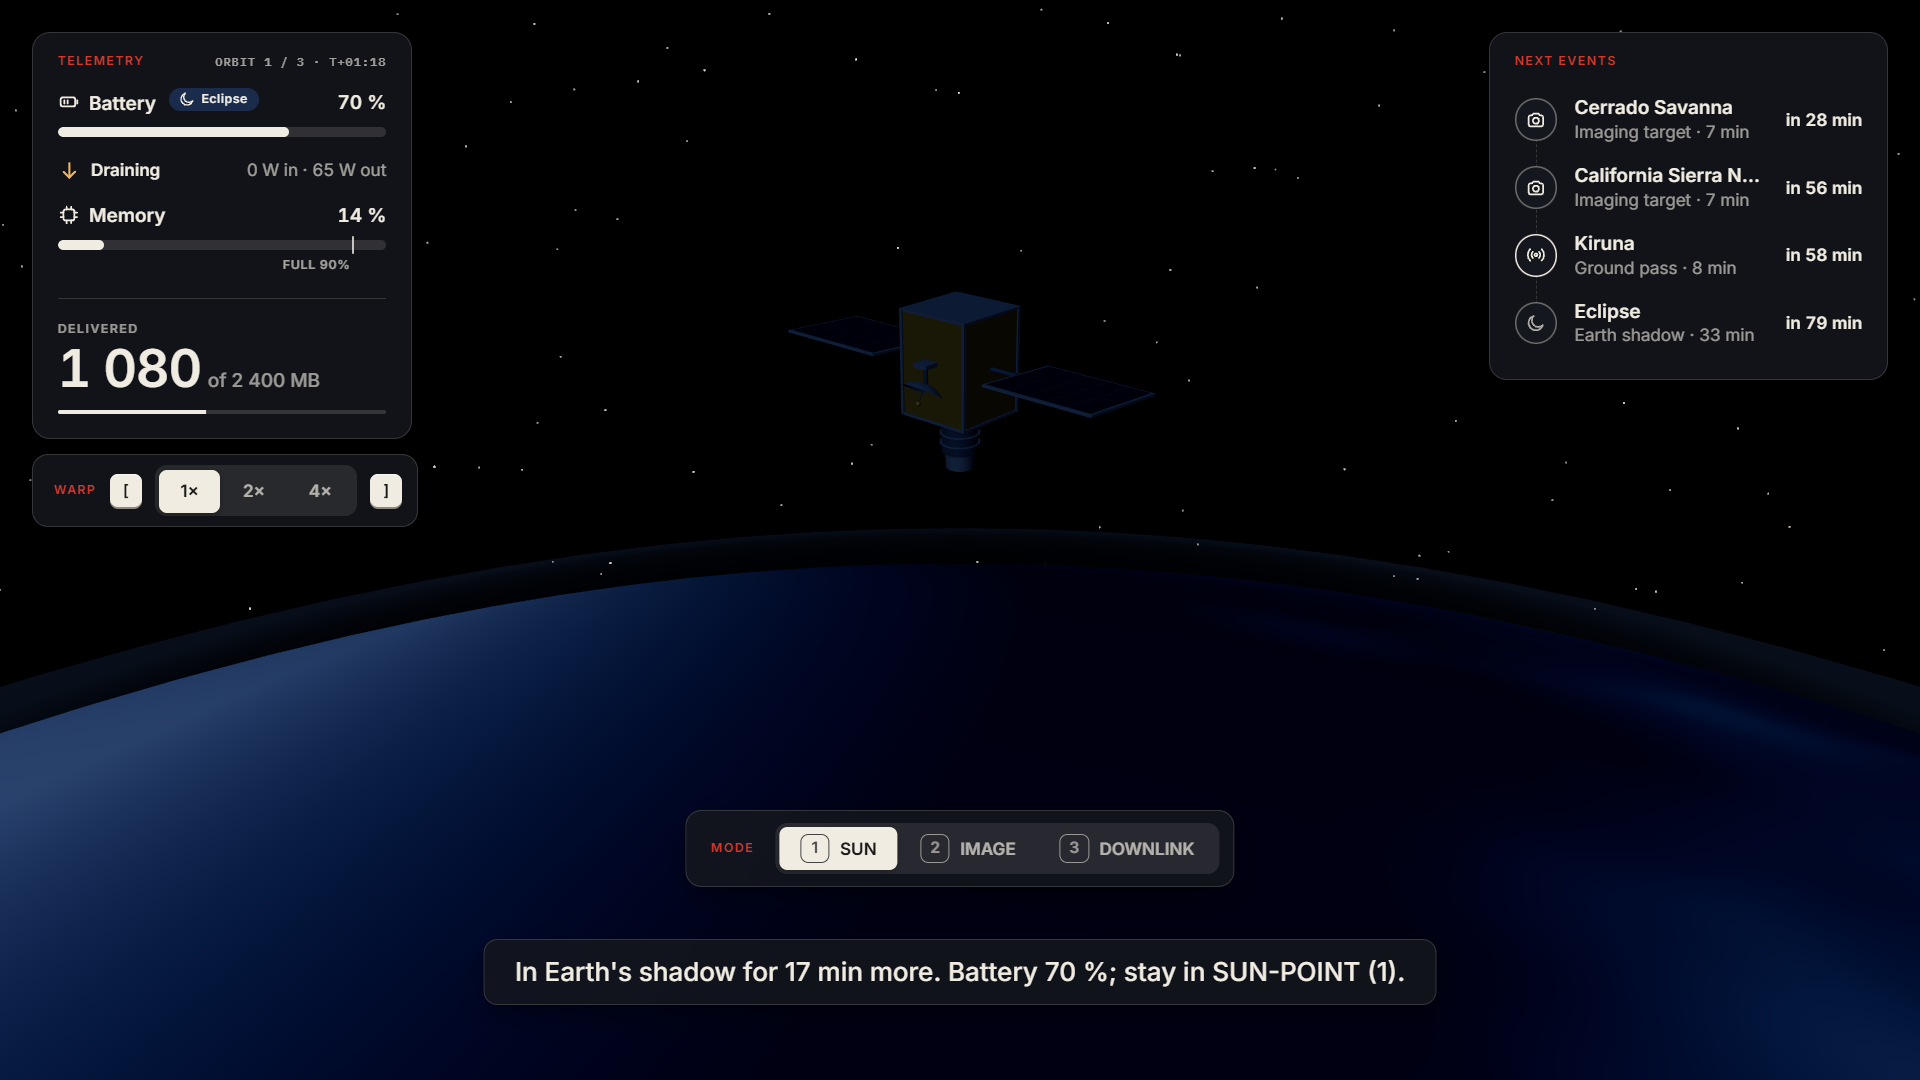 TELEMETRY
ORBIT 1 / 3 · T+01:18
Battery
Eclipse
70 %
Draining
0 W in · 65 W out
Memory
14 %
FULL 90%
DELIVERED
1 080 of 2 400 MB
WARP
[
1×
2×
4×
]
NEXT EVENTS
Cerrado Savanna
Imaging target · 7 min
in 28 min
California Sierra N...
Imaging target · 7 min
in 56 min
Kiruna
Ground pass · 8 min
in 58 min
Eclipse
Earth shadow · 33 min
in 79 min
MODE
1 SUN
2 IMAGE
3 DOWNLINK
In Earth's shadow for 17 min more. Battery 70 %; stay in SUN-POINT (1).